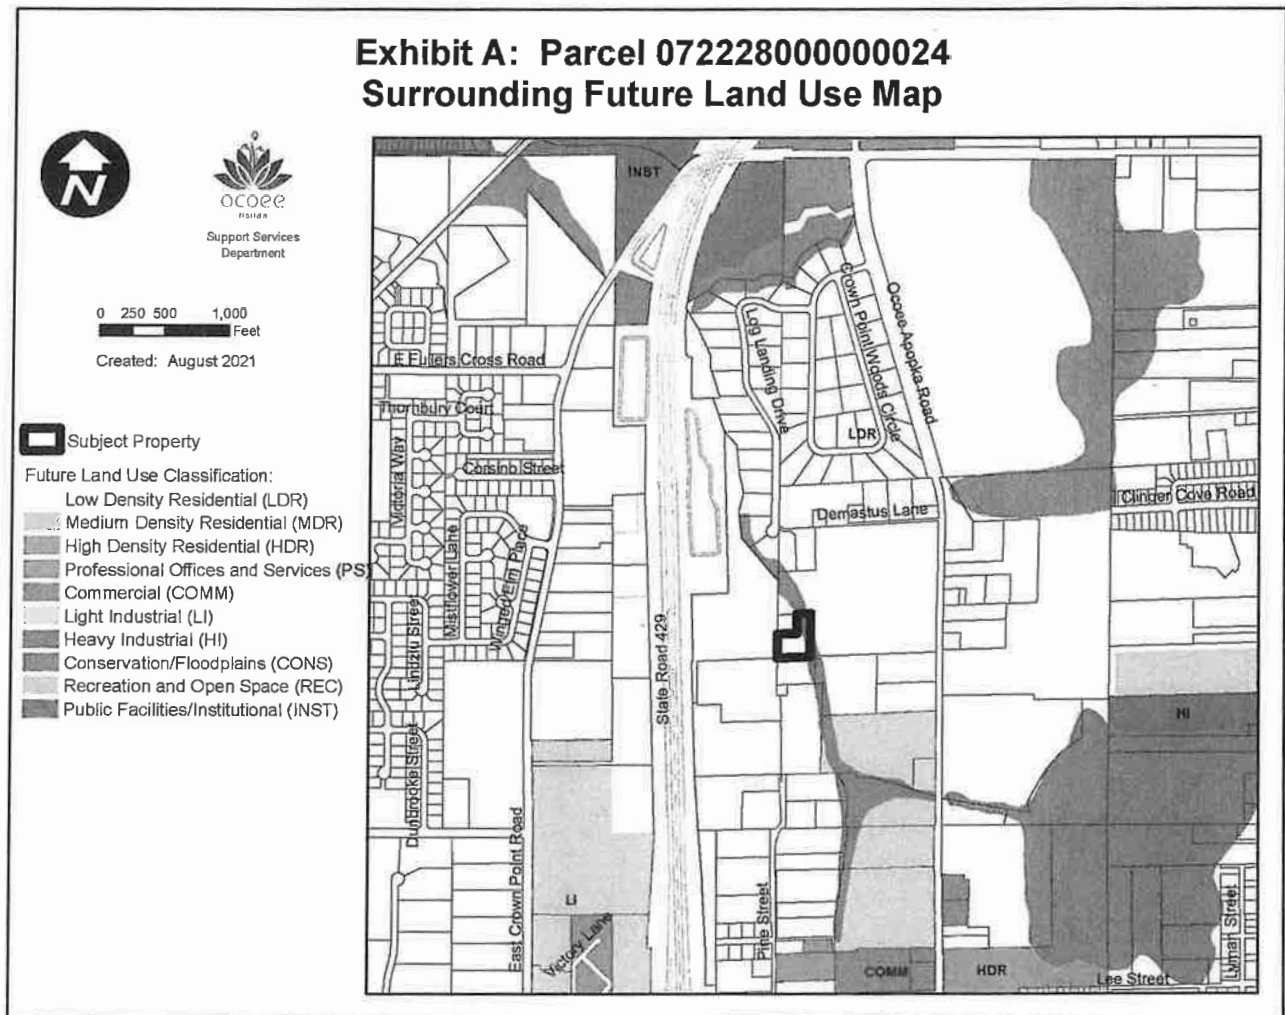 Exhibit A: Parcel 072228000000024
Surrounding Future Land Use Map
N
ocoee
florida
Support Services
Department
0 250 500 1,000
Feet
Created: August 2021
Subject Property
Future Land Use Classification:
Low Density Residential (LDR)
Medium Density Residential (MDR)
High Density Residential (HDR)
Professional Offices and Services (PS)
Commercial (COMM)
Light Industrial (LI)
Heavy Industrial (HI)
Conservation/Floodplains (CONS)
Recreation and Open Space (REC)
Public Facilities/Institutional (INST)
INST
E Fullers Cross Road
Thornbury Court
Victoria Way
Corsino Street
Mistflower Lane
Winged Elm Place
Lindzlu Street
Dunbrooke Street
East Crown Point Road
State Road 429
Log Landing Drive
Crown Point Woods Circle
Ocoee Apopka Road
LDR
Demastus Lane
Clinger Cove Road
HI
LI
Victory Lane
Pine Street
COMM
HDR
Lee Street
Lyman Street